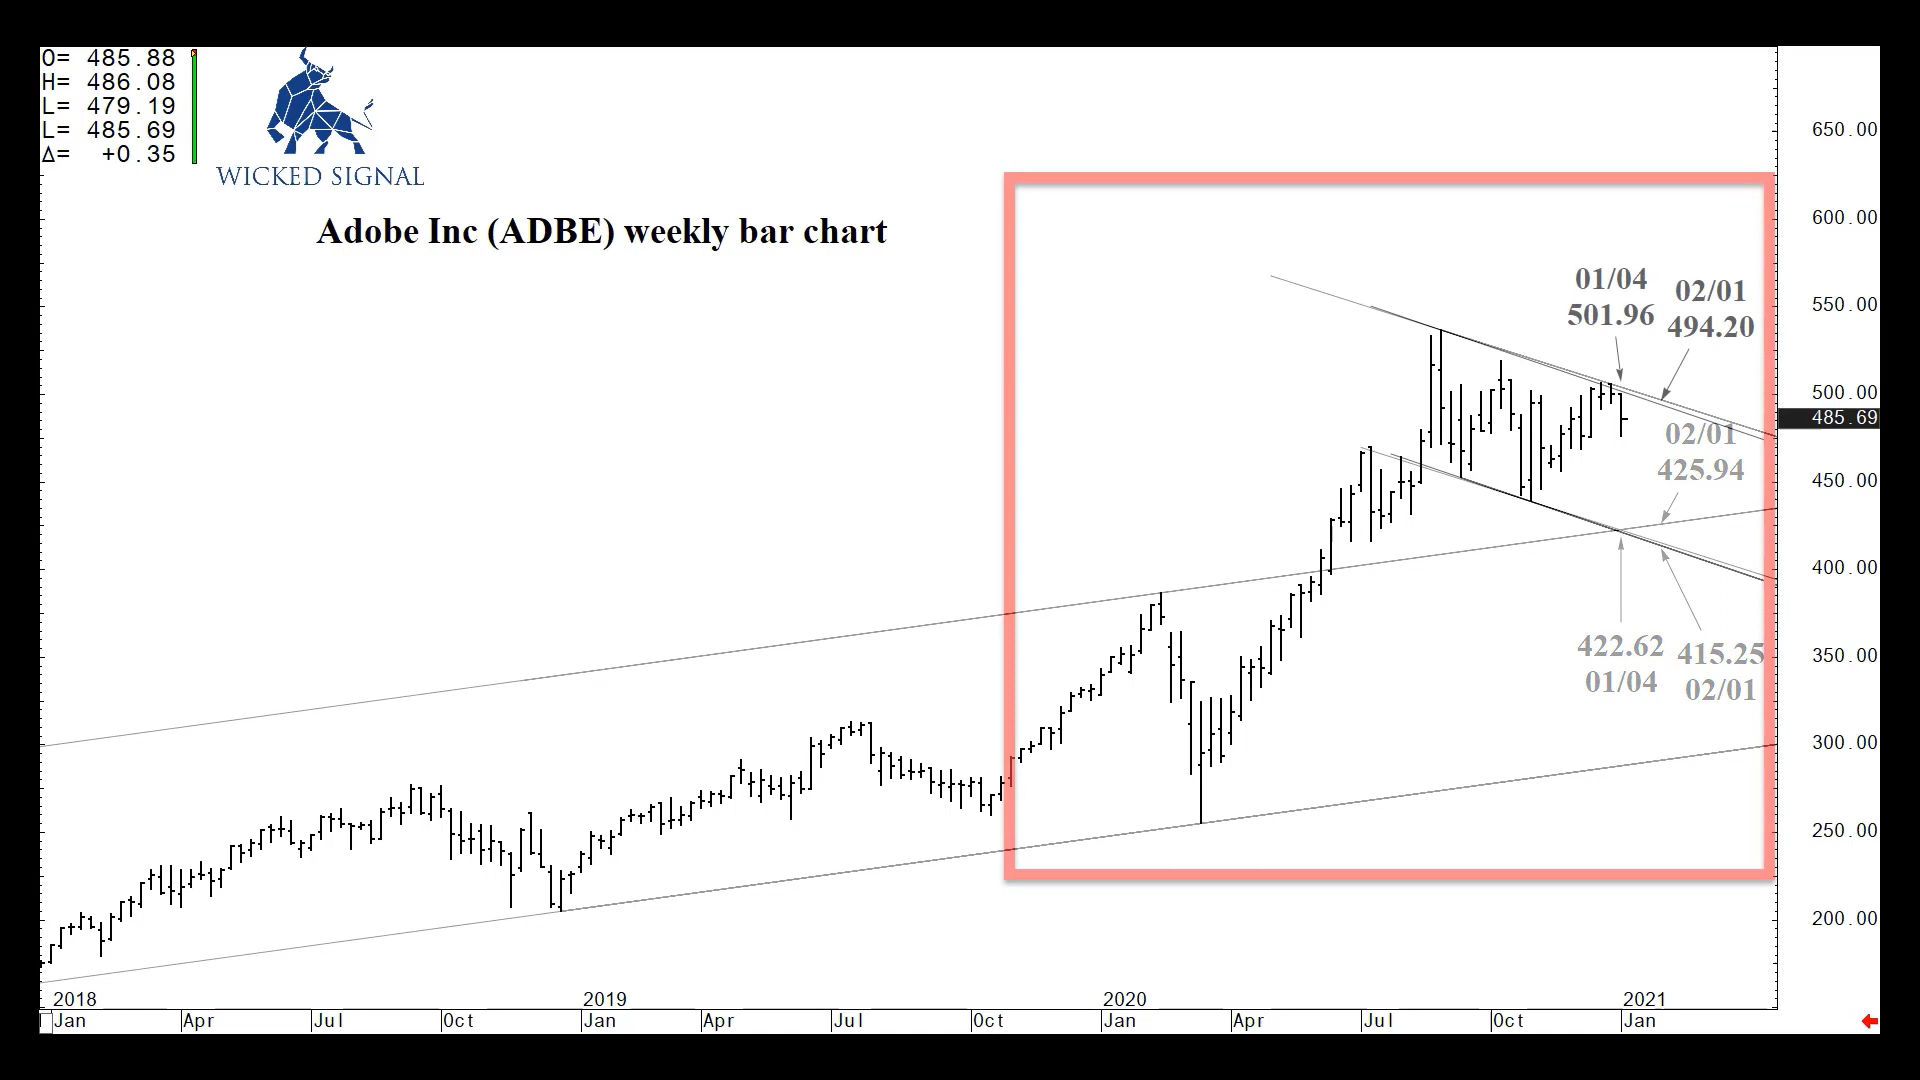 O= 485.88
H= 486.08
L= 479.19
L= 485.69
Δ= +0.35
WICKED SIGNAL
Adobe Inc (ADBE) weekly bar chart
650.00
600.00
550.00
500.00
485.69
450.00
400.00
350.00
300.00
250.00
200.00
01/04
501.96
02/01
494.20
02/01
425.94
422.62
01/04
415.25
02/01
2018 2019 2020 2021
Jan Apr Jul Oct Jan Apr Jul Oct Jan Apr Jul Oct Jan